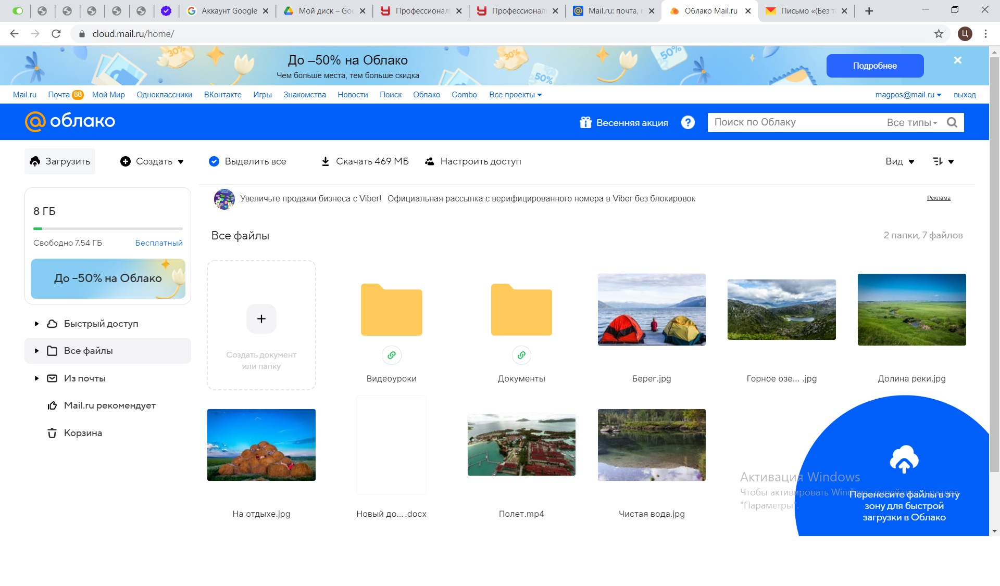 Аккаунт Google
Мой диск – Goo
Профессионал
Профессионал
Mail.ru: почта,
Облако Mail.ru
Письмо «(Без т
cloud.mail.ru/home/
Ц
30%
До –50% на Облако
Чем больше места, тем больше скидка
50%
30%
50%
Подробнее
Mail.ru Почта 88 Мой Мир Одноклассники ВКонтакте Игры Знакомства Новости Поиск Облако Combo Все проекты
magpos@mail.ru выход
облако
Весенняя акция
?
Поиск по Облаку
Все типы
Загрузить
Создать
Выделить все
Скачать 469 МБ
Настроить доступ
Вид
8 ГБ
Свободно 7.54 ГБ
Бесплатный
До –50% на Облако
Быстрый доступ
Все файлы
Из почты
Mail.ru рекомендует
Корзина
Увеличьте продажи бизнеса с Viber! Официальная рассылка с верифицированного номера в Viber без блокировок
Реклама
Все файлы
2 папки, 7 файлов
Создать документ
или папку
Видеоуроки
Документы
Берег.jpg
Горное озе... .jpg
Долина реки.jpg
На отдыхе.jpg
Новый до... .docx
Полет.mp4
Чистая вода.jpg
Активация Windows
Чтобы активировать Windows, перейдите в раздел
"Параметры".
Перенесите файлы в эту
зону для быстрой
загрузки в Облако